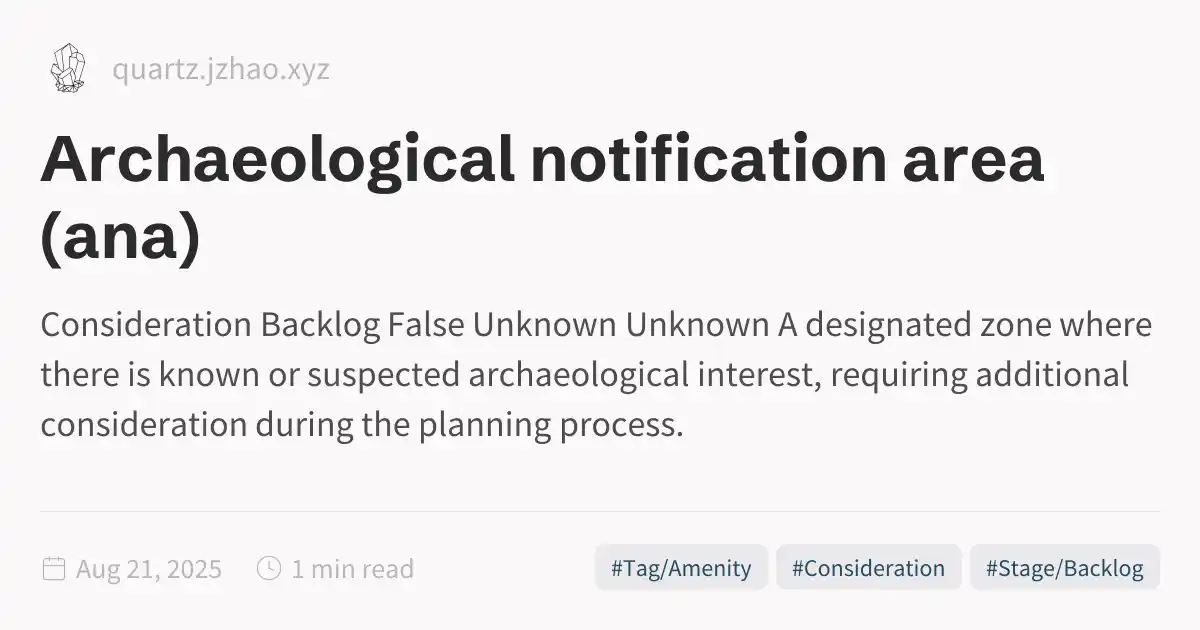 quartz.jzhao.xyz
Archaeological notification area
(ana)
Consideration Backlog False Unknown Unknown A designated zone where
there is known or suspected archaeological interest, requiring additional
consideration during the planning process.
Aug 21, 2025 1 min read #Tag/Amenity #Consideration #Stage/Backlog